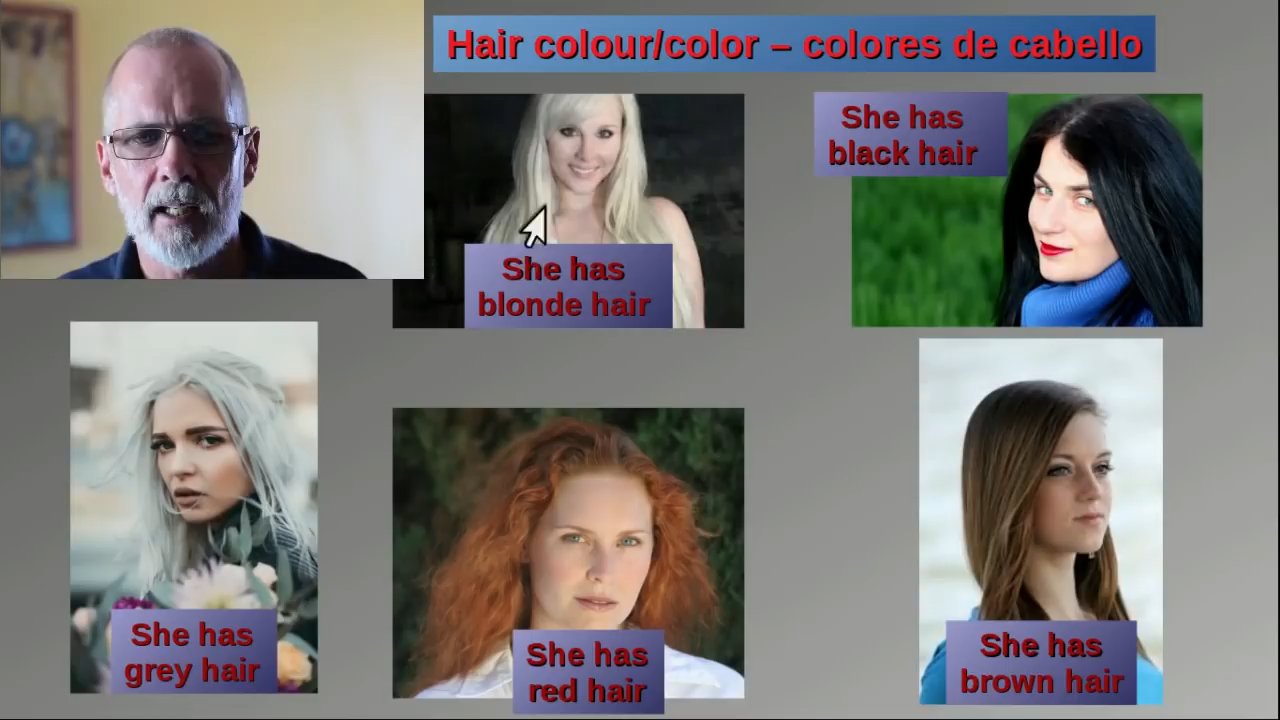 Hair colour/color – colores de cabello
She has
blonde hair
She has
black hair
She has
grey hair
She has
red hair
She has
brown hair